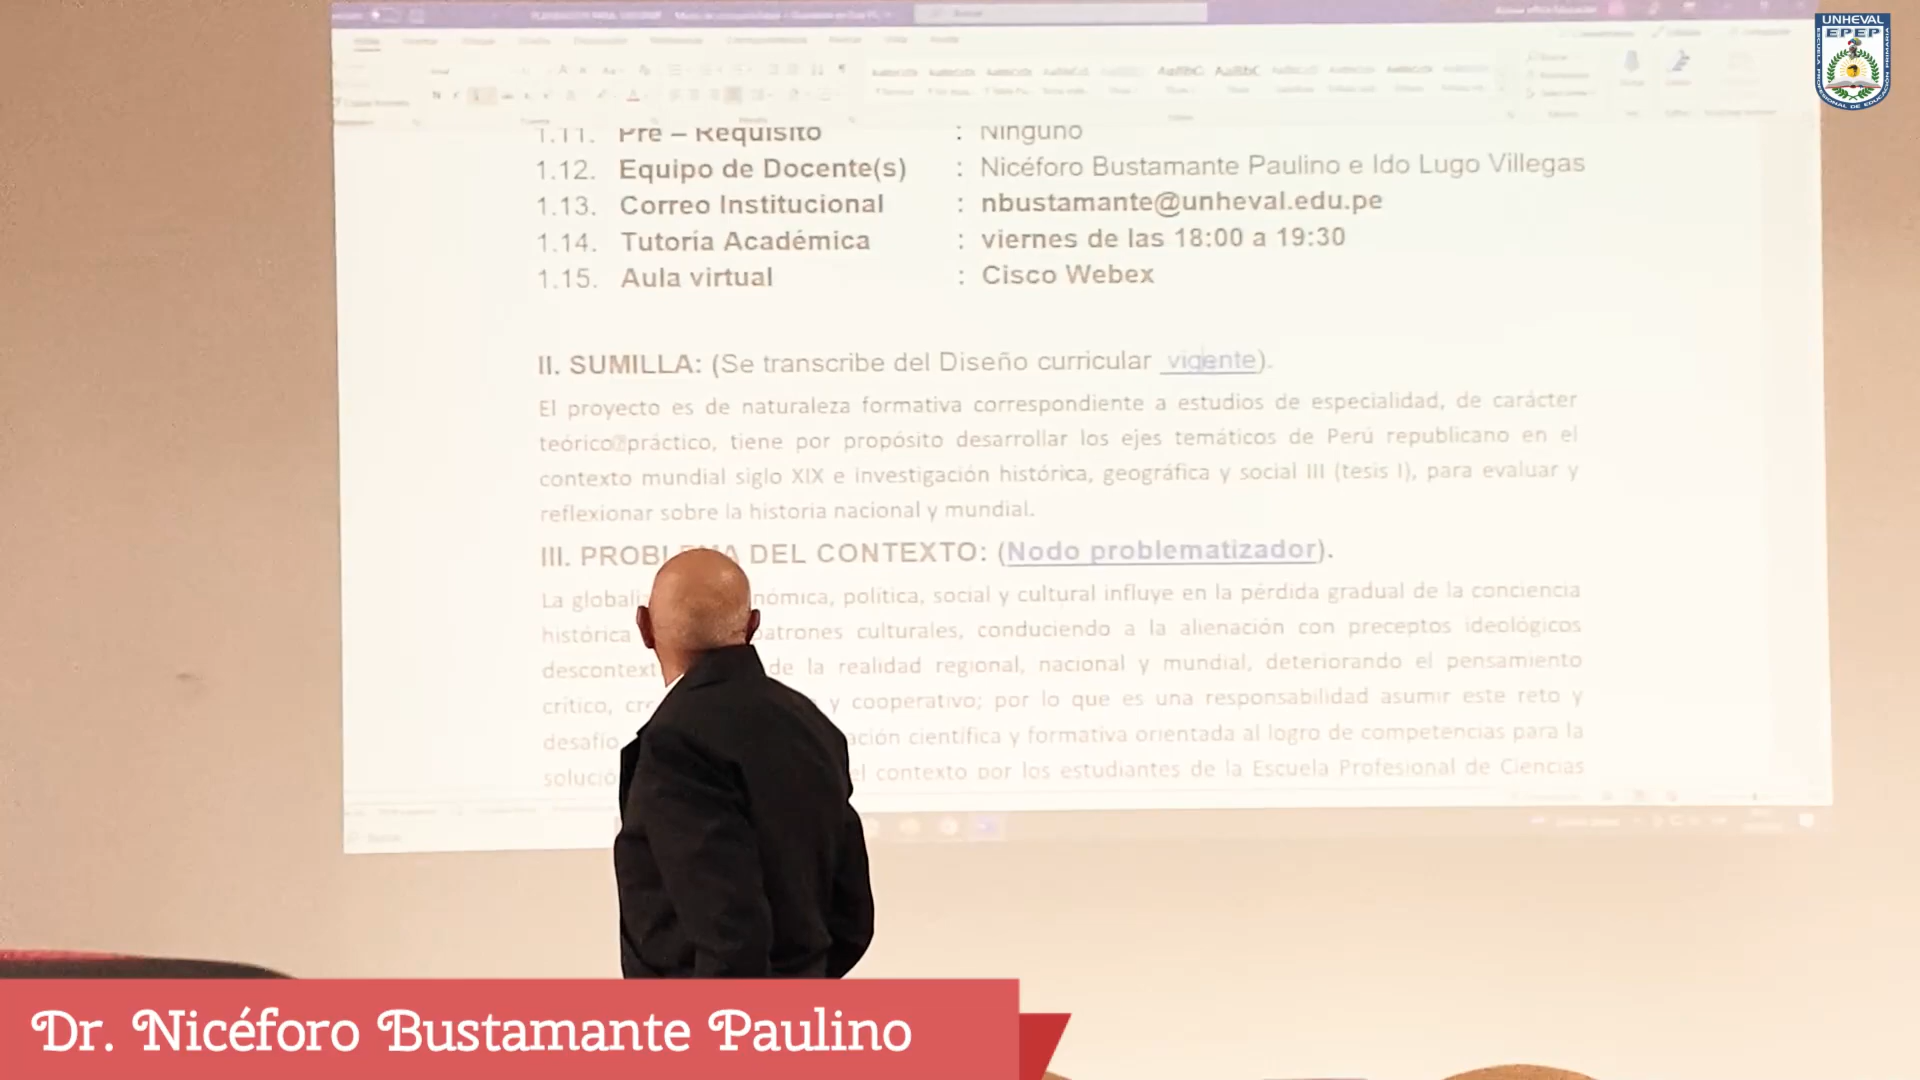 UNHEVAL
EPEP
ESCUELA PROFESIONAL DE EDUCACIÓN PRIMARIA
1.11. Pre – Requisito : Ninguno
1.12. Equipo de Docente(s) : Nicéforo Bustamante Paulino e Ido Lugo Villegas
1.13. Correo Institucional : nbustamante@unheval.edu.pe
1.14. Tutoría Académica : viernes de las 18:00 a 19:30
1.15. Aula virtual : Cisco Webex
II. SUMILLA: (Se transcribe del Diseño curricular vigente).
El proyecto es de naturaleza formativa correspondiente a estudios de especialidad, de carácter
teórico práctico, tiene por propósito desarrollar los ejes temáticos de Perú republicano en el
contexto mundial siglo XIX e Investigación histórica, geográfica y social III (tesis I), para evaluar y
reflexionar sobre la historia nacional y mundial.
III. PROBL A DEL CONTEXTO: (Nodo problematizador).
La globali nómica, política, social y cultural influye en la pérdida gradual de la conciencia
histórica patrones culturales, conduciendo a la alienación con preceptos ideológicos
descontext de la realidad regional, nacional y mundial, deteriorando el pensamiento
crítico, cre y cooperativo; por lo que es una responsabilidad asumir este reto y
desafío ación científica y formativa orientada al logro de competencias para la
solució el contexto por los estudiantes de la Escuela Profesional de Ciencias
Dr. Nicéforo Bustamante Paulino